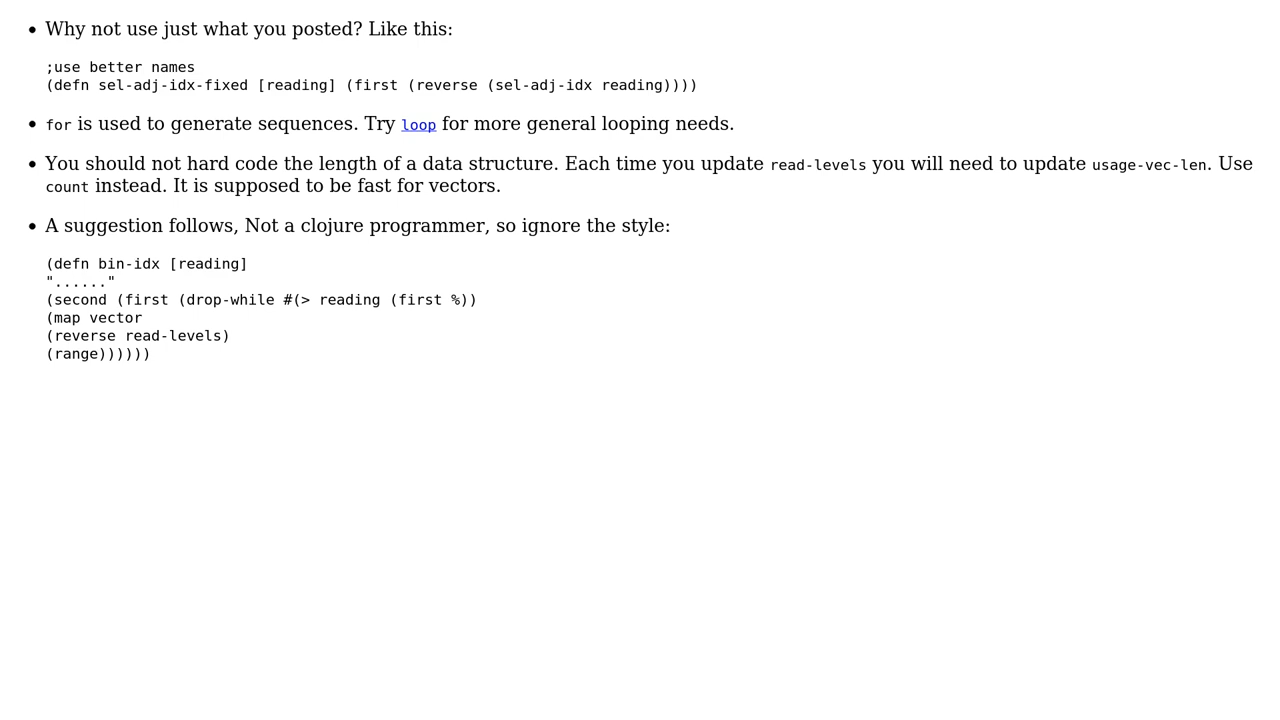 Why not use just what you posted? Like this:
;use better names
(defn sel-adj-idx-fixed [reading] (first (reverse (sel-adj-idx reading))))
for is used to generate sequences. Try loop for more general looping needs.
You should not hard code the length of a data structure. Each time you update read-levels you will need to update usage-vec-len. Use
count instead. It is supposed to be fast for vectors.
A suggestion follows, Not a clojure programmer, so ignore the style:
(defn bin-idx [reading]
"......"
(second (first (drop-while #(> reading (first %))
(map vector
(reverse read-levels)
(range))))))